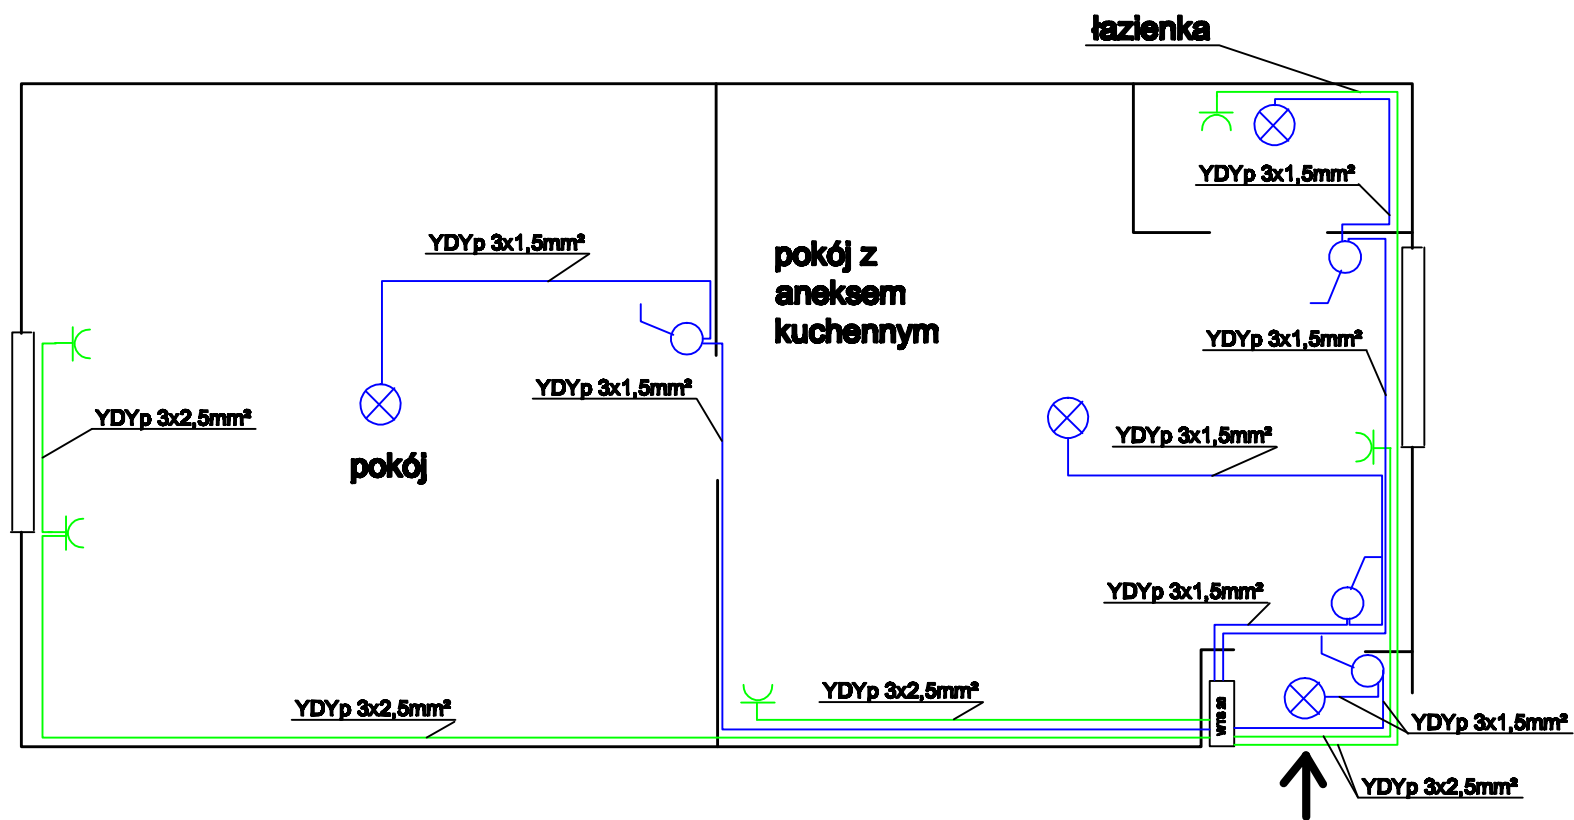 łazienka
YDYp 3x1,5mm²
YDYp 3x1,5mm²
pokój z
aneksem
kuchennym
YDYp 3x1,5mm²
YDYp 3x1,5mm²
YDYp 3x2,5mm²
YDYp 3x1,5mm²
pokój
YDYp 3x1,5mm²
YDYp 3x2,5mm²
YDYp 3x2,5mm²
YDYp 3x1,5mm²
YDYp 3x2,5mm²